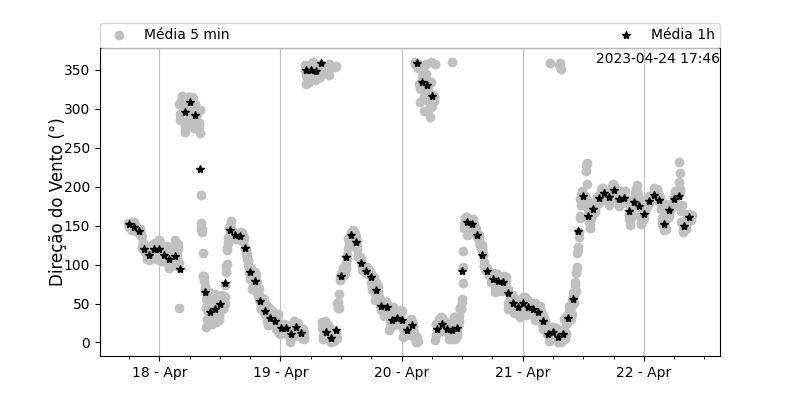 Média 5 min
Média 1h
2023-04-24 17:46
Direção do Vento (°)
350
300
250
200
150
100
50
0
18 - Apr
19 - Apr
20 - Apr
21 - Apr
22 - Apr